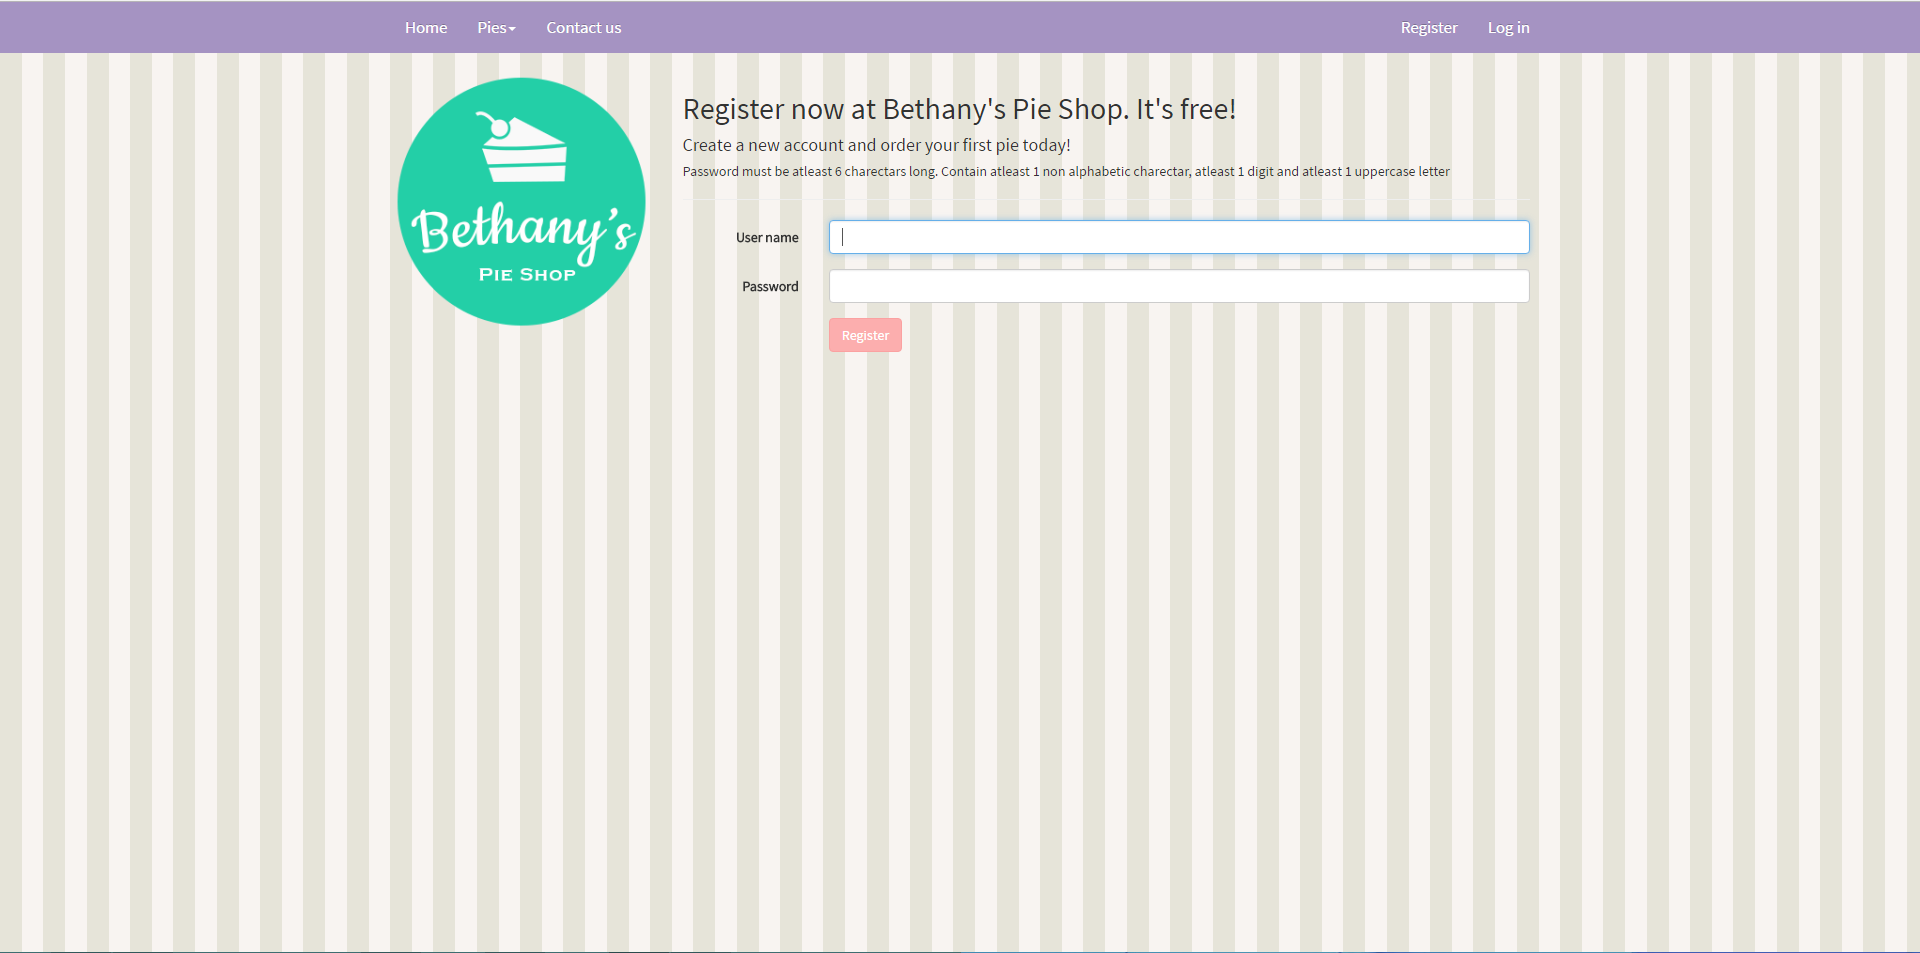 Home Pies Contact us Register Log in
Bethany's
PIE SHOP
Register now at Bethany's Pie Shop. It's free!
Create a new account and order your first pie today!
Password must be atleast 6 charectars long. Contain atleast 1 non alphabetic charectar, atleast 1 digit and atleast 1 uppercase letter
User name
Password
Register